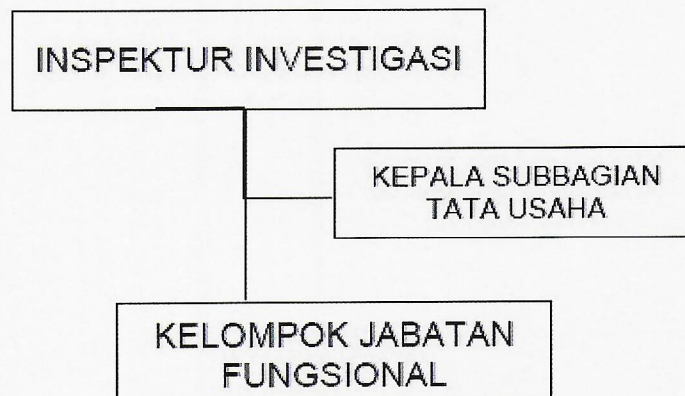 INSPEKTUR INVESTIGASI
KEPALA SUBBAGIAN
TATA USAHA
KELOMPOK JABATAN
FUNGSIONAL